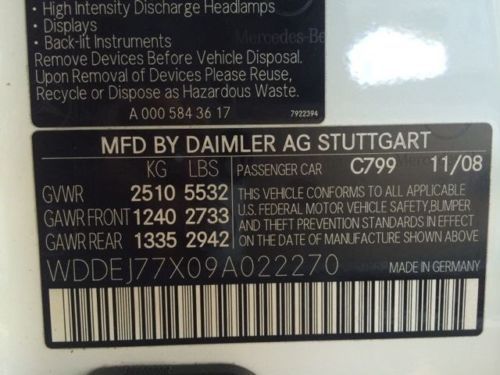 • High Intensity Discharge Headlamps
• Displays
• Back-lit Instruments
Mercedes-Be
Remove Devices Before Vehicle Disposal.
Upon Removal of Devices Please Reuse,
Recycle or Dispose as Hazardous Waste.
A 000 584 36 17
7922394
MFD BY DAIMLER AG STUTTGART
KG LBS PASSENGER CAR C799 11/08
GVWR 2510 5532
GAWR FRONT 1240 2733
GAWR REAR 1335 2942
THIS VEHICLE CONFORMS TO ALL APPLICABLE
U.S. FEDERAL MOTOR VEHICLE SAFETY, BUMPER
AND THEFT PREVENTION STANDARDS IN EFFECT
ON THE DATE OF MANUFACTURE SHOWN ABOVE
WDDEJ77X09A022270 MADE IN GERMANY